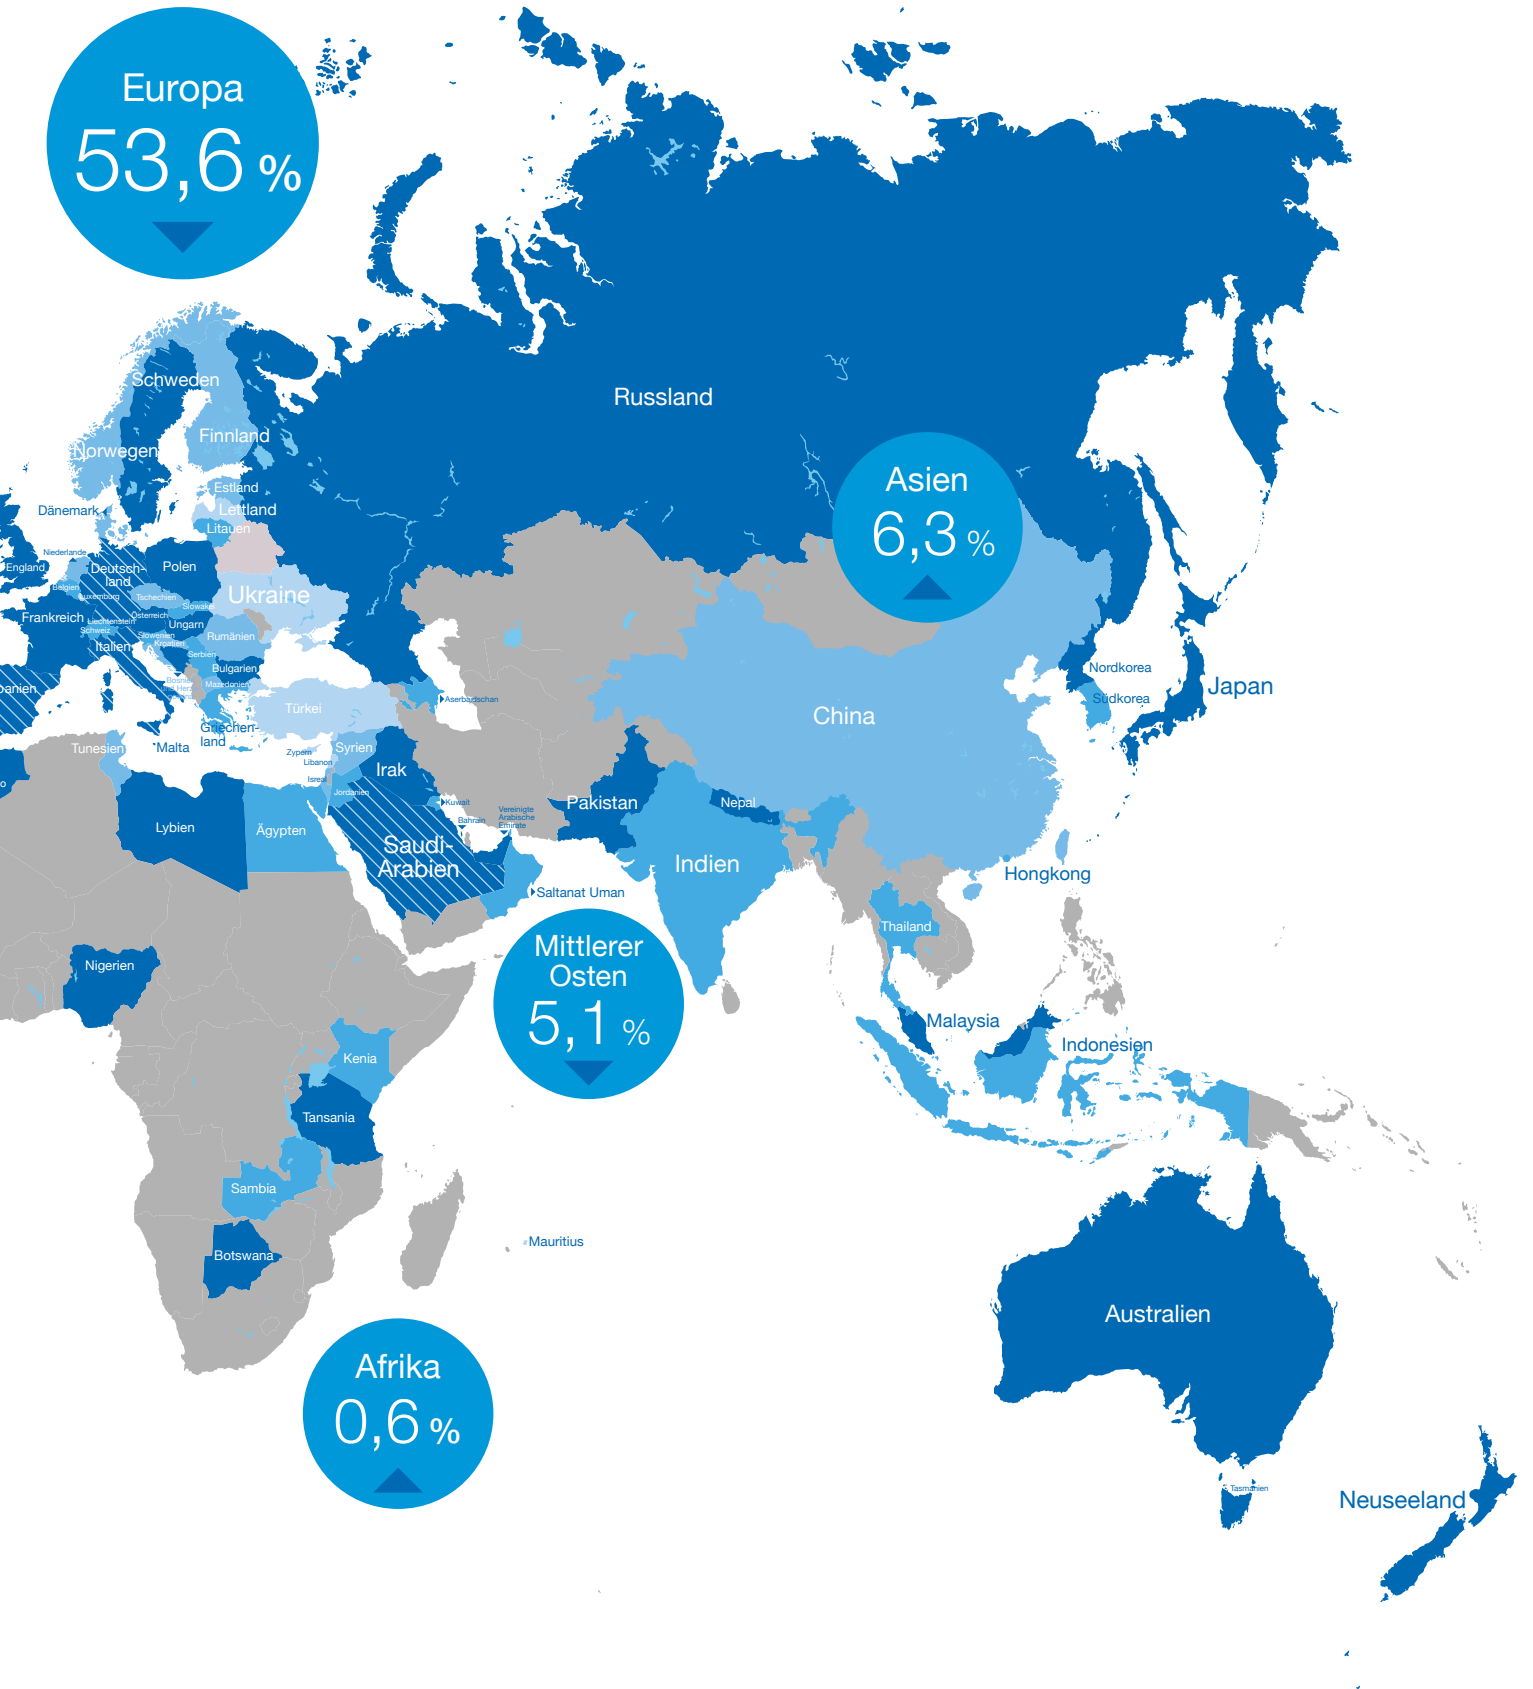 Europa
53,6 %
Schweden
Finnland
Norwegen
Estland
Lettland
Litauen
Dänemark
Niederlande
England
Deutsch-
land
Polen
Belgien
Luxemburg
Tschechien
Ukraine
Slowakei
Frankreich
Liechtenstein
Österreich
Ungarn
Schweiz
Slowenien
Kroatien
Rumänien
Italien
Serbien
Bulgarien
Mazedonien
anien
Türkei
Griechen-
land
Aserbaidschan
Russland
Asien
6,3 %
Nordkorea
Südkorea
Japan
China
Tunesien
Malta
Zypern
Syrien
Libanon
Isreal
Irak
Jordanien
Kuwait
Bahrain
Vereinigte
Arabische
Emirate
Pakistan
Nepal
o
Lybien
Ägypten
Saudi-
Arabien
Indien
Hongkong
Saltanat Uman
Thailand
Mittlerer
Osten
5,1 %
Nigerien
Malaysia
Indonesien
Kenia
Tansania
Sambia
Botswana
Mauritius
Australien
Afrika
0,6 %
Tasmanien
Neuseeland